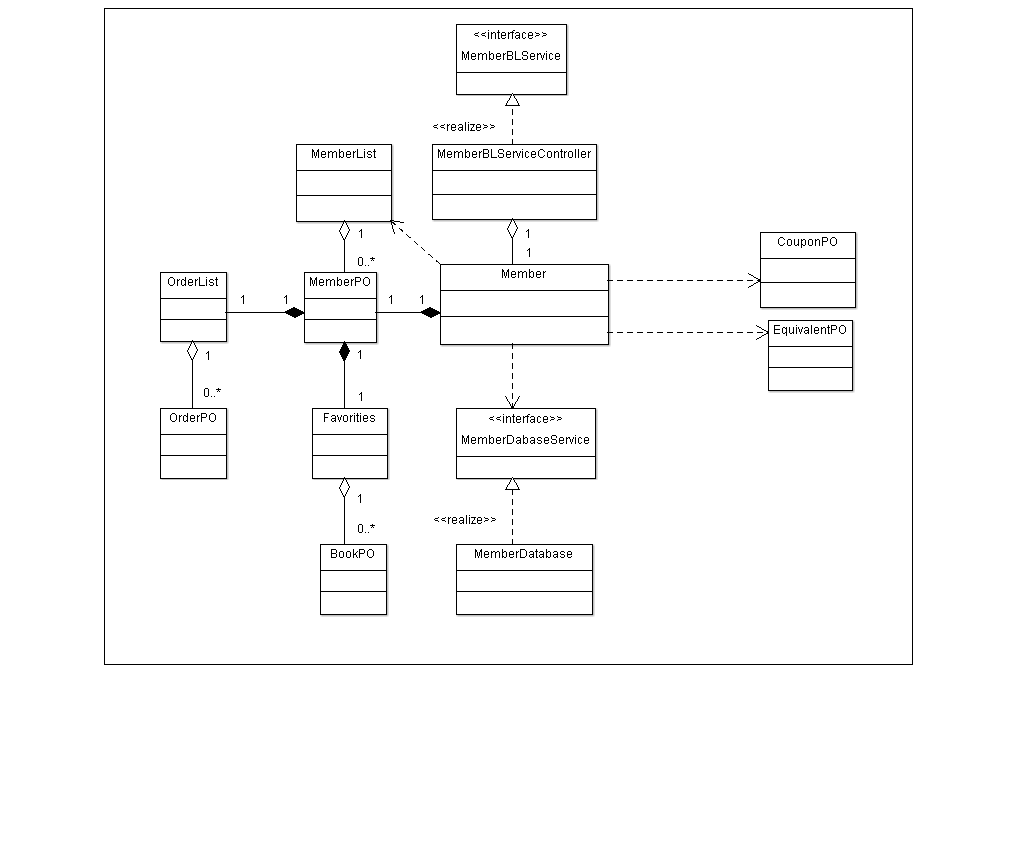 <<interface>>
MemberBLService
<<realize>>
MemberList
MemberBLServiceController
1
1
0..*
1
CouponPO
OrderList
MemberPO
Member
1
1
1
1
EquivalentPO
1
1
0..*
1
OrderPO
Favorities
<<interface>>
MemberDabaseService
1
0..*
<<realize>>
BookPO
MemberDatabase